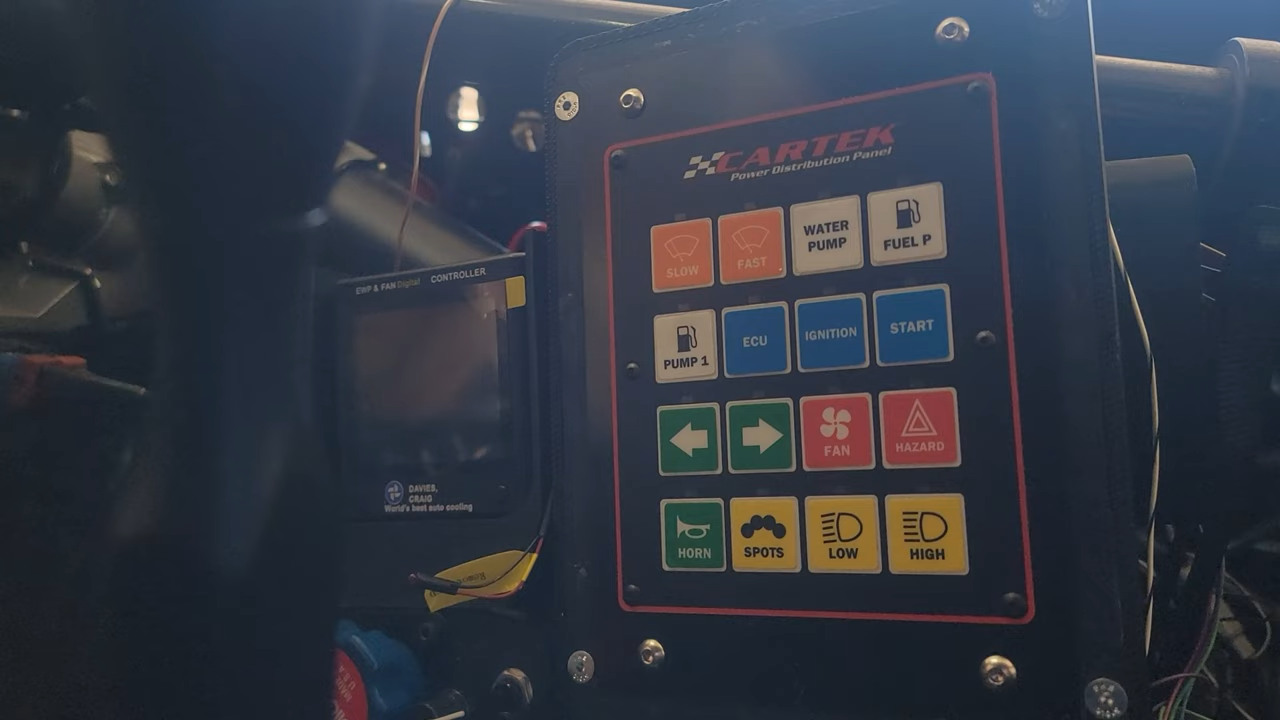 CARTEK
Power Distribution Panel
SLOW
FAST
WATER
PUMP
FUEL P
PUMP 1
ECU
IGNITION
START
FAN
HAZARD
HORN
SPOTS
LOW
HIGH
EWP & FAN Digital CONTROLLER
DAVIES,
CRAIG
World's best auto cooling